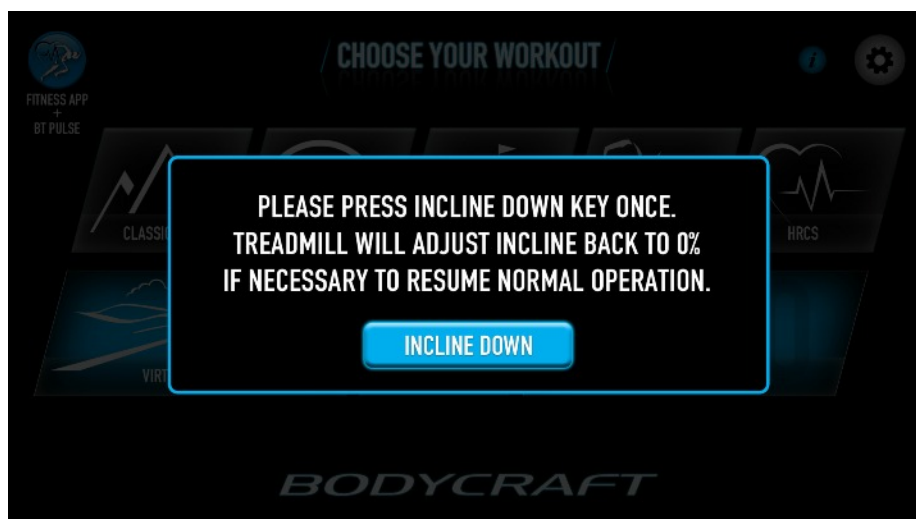 CHOOSE YOUR WORKOUT
i
FITNESS APP
+
BT PULSE
CLASSI
HRCS
PLEASE PRESS INCLINE DOWN KEY ONCE.
TREADMILL WILL ADJUST INCLINE BACK TO 0%
IF NECESSARY TO RESUME NORMAL OPERATION.
INCLINE DOWN
VIRT
BODYCRAFT